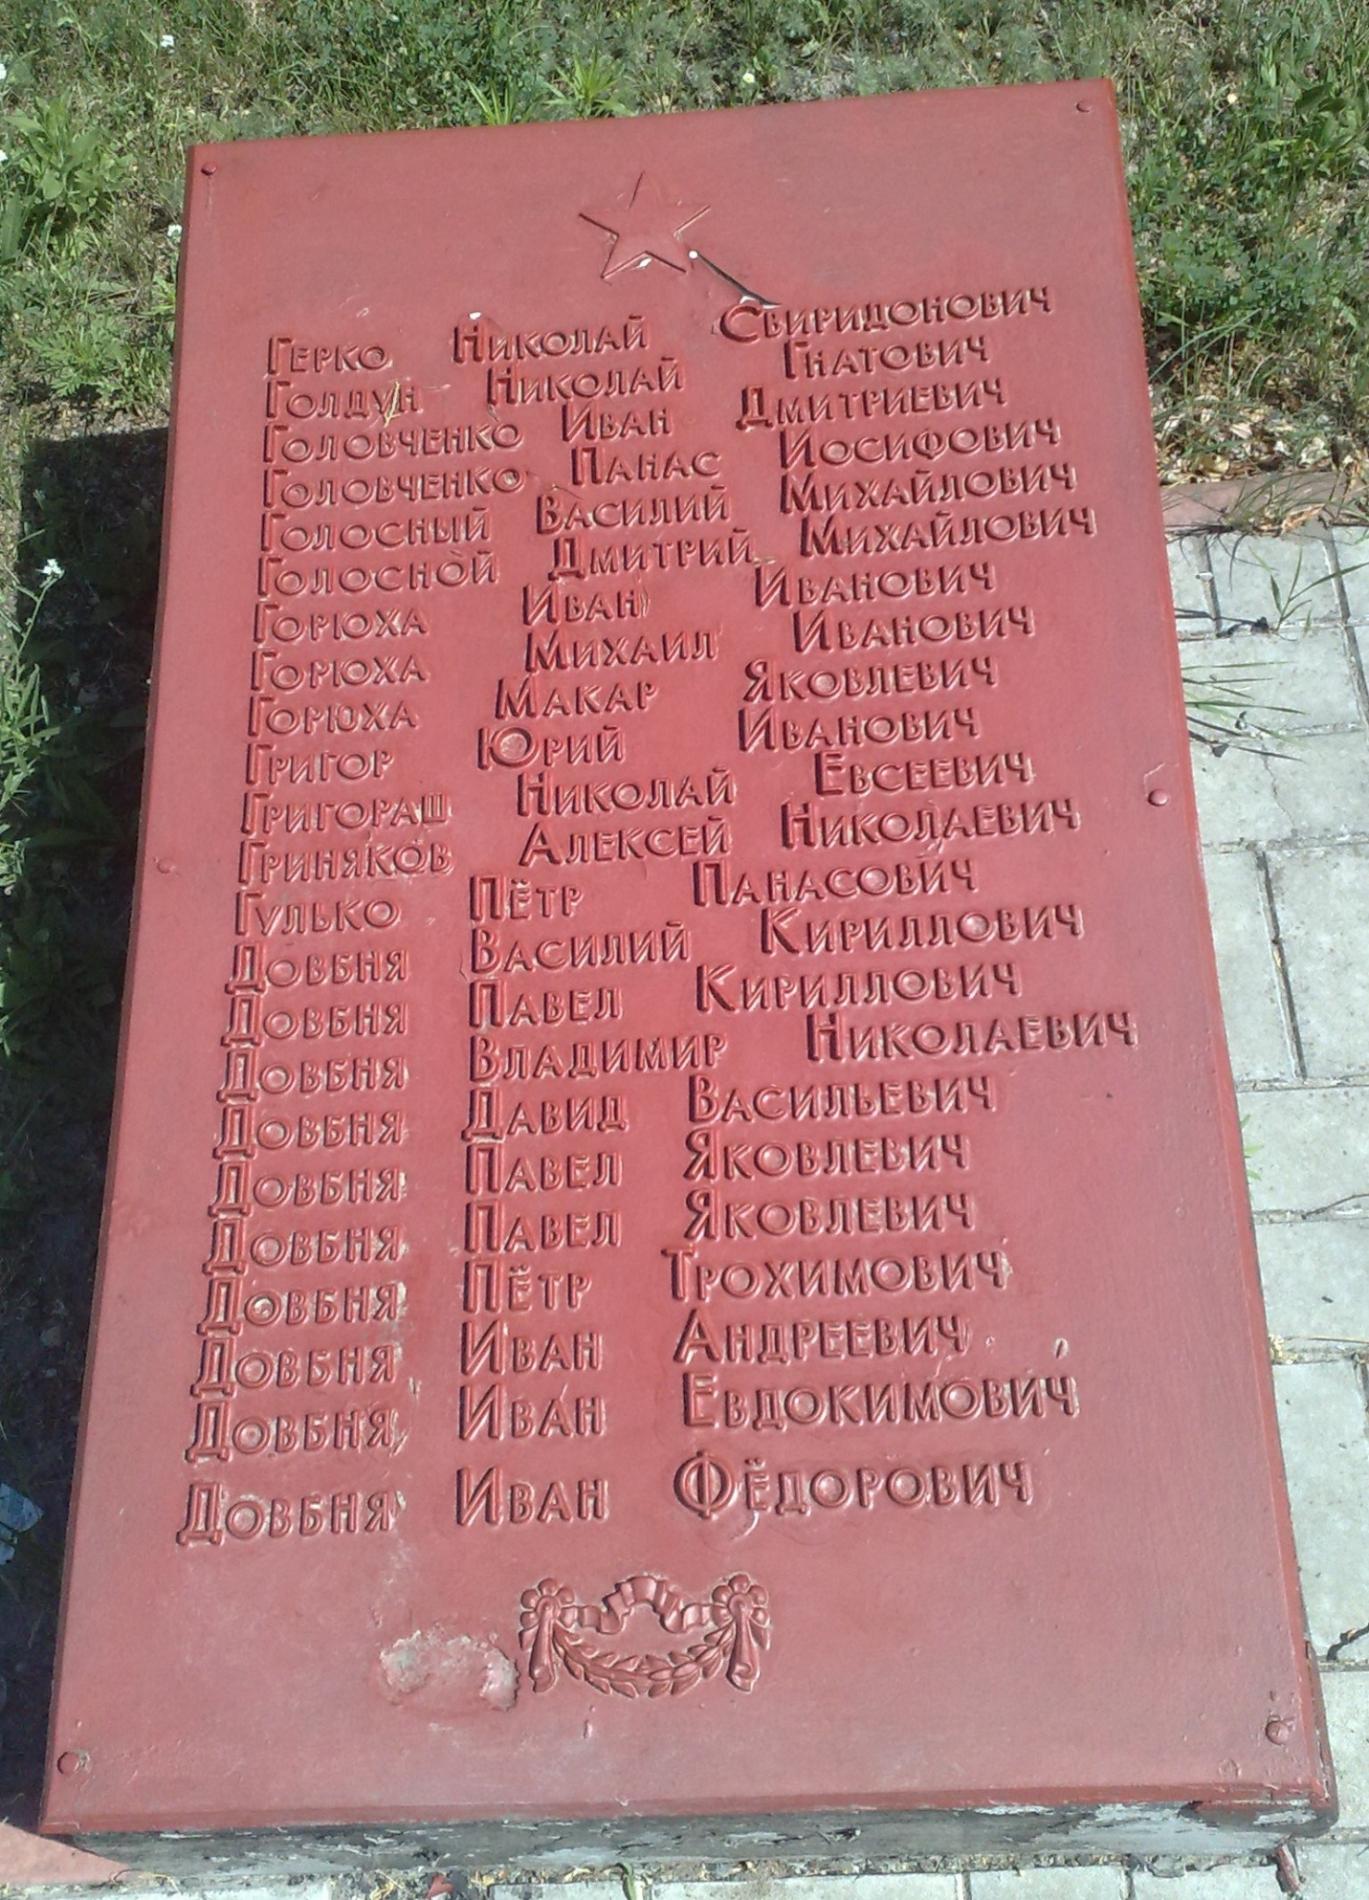 Герко Николай Свиридонович
Голдун Николай Гнатович
Головченко Иван Дмитриевич
Головченко Панас Иосифович
Голосный Василий Михайлович
Голосной Дмитрий Михайлович
Горюха Иван Иванович
Горюха Михаил Иванович
Горюха Макар Яковлевич
Григор Юрий Иванович
Григораш Николай Евсеевич
Гриняков Алексей Николаевич
Гулько Пётр Панасович
Довбня Василий Кириллович
Довбня Павел Кириллович
Довбня Владимир Николаевич
Довбня Давид Васильевич
Довбня Павел Яковлевич
Довбня Павел Яковлевич
Довбня Пётр Трохимович
Довбня Иван Андреевич
Довбня Иван Евдокимович
Довбня Иван Фёдорович